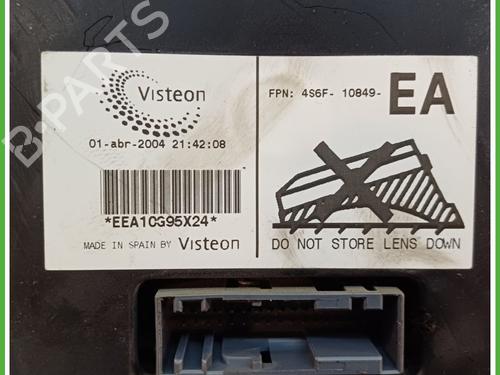 Visteon
01-abr-2004 21:42:08
*EEA1CG95X24*
MADE IN SPAIN BY Visteon
FPN: 4S6F- 10849- EA
DO NOT STORE LENS DOWN
B-PARTS